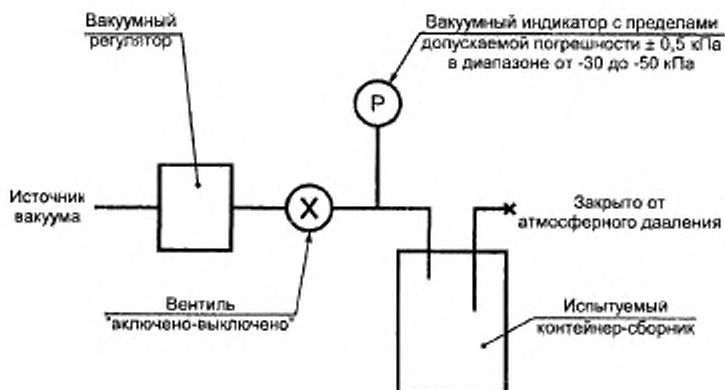 Вакуумный
регулятор
Вакуумный индикатор с пределами
допускаемой погрешности ± 0,5 кПа
в диапазоне от -30 до -50 кПа
P
Источник
вакуума
X
Закрыто от
атмосферного давления
Вентиль
"включено-выключено"
Испытуемый
контейнер-сборник